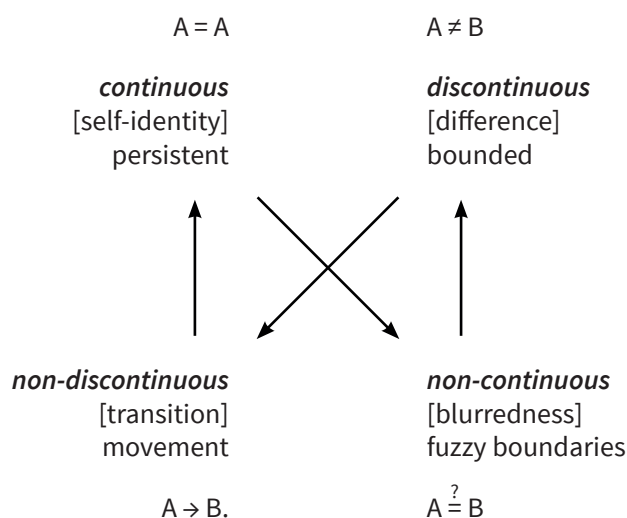 A = A
A ≠ B
continuous
[self-identity]
persistent
discontinuous
[difference]
bounded
non-discontinuous
[transition]
movement
non-continuous
[blurredness]
fuzzy boundaries
A → B.
?
A = B